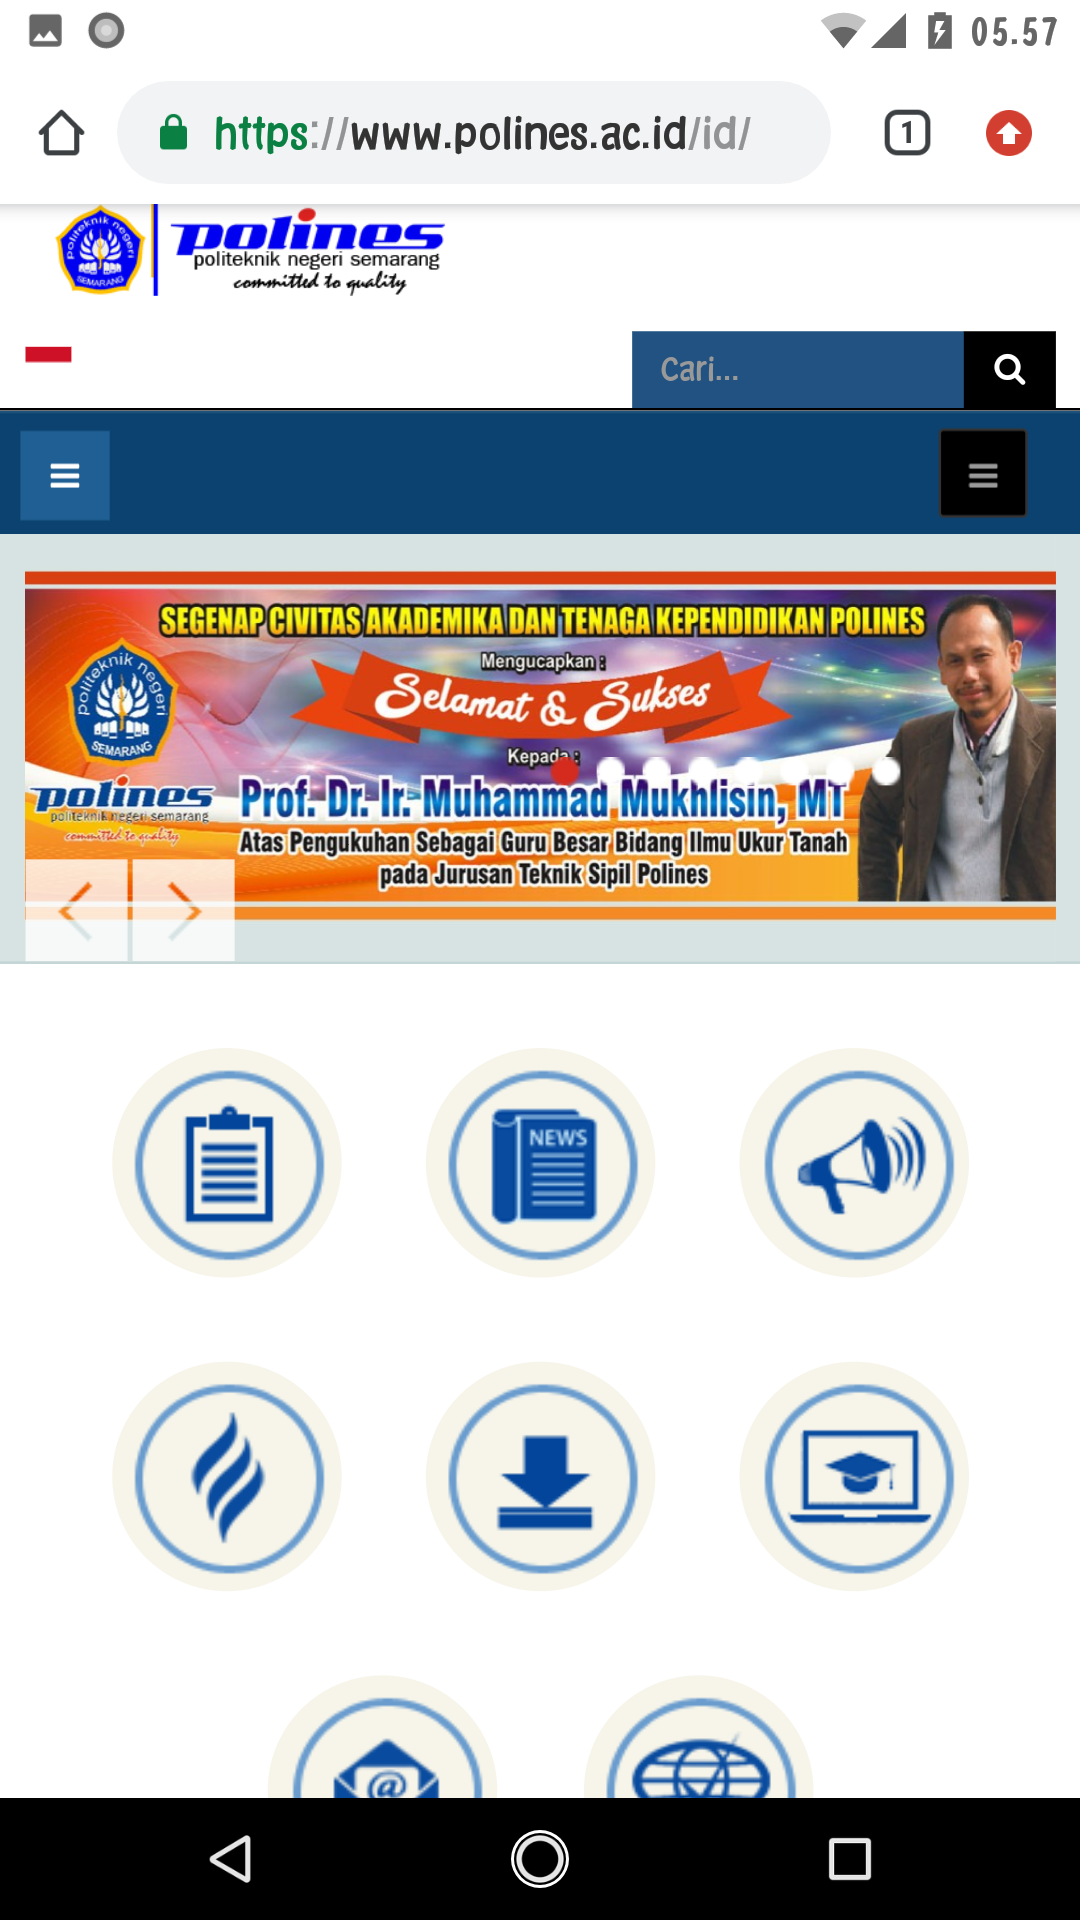 05.57
https://www.polines.ac.id/id/
1
politeknik negeri
SEMARANG
polines
politeknik negeri semarang
committed to quality
Cari...
SEGENAP CIVITAS AKADEMIKA DAN TENAGA KEPENDIDIKAN POLINES
Mengucapkan :
Selamat & Sukses
Kepada :
politeknik negeri
SEMARANG
polines
politeknik negeri semarang
committed to quality
Prof. Dr. Ir. Muhammad Mukhlisin, MT
Atas Pengukuhan Sebagai Guru Besar Bidang Ilmu Ukur Tanah
pada Jurusan Teknik Sipil Polines
NEWS
@